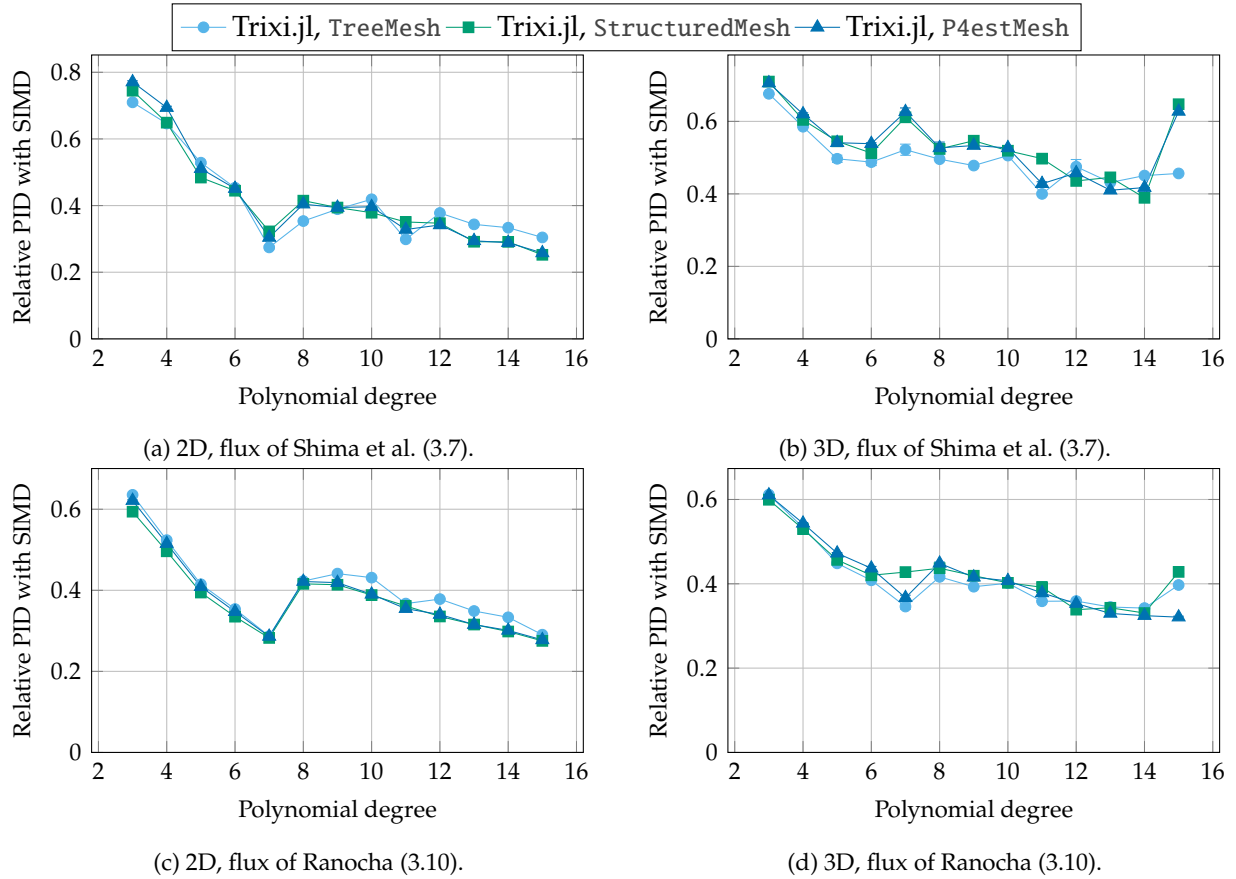 Trixi.jl, TreeMesh Trixi.jl, StructuredMesh Trixi.jl, P4estMesh
Relative PID with SIMD
0.8
0.6
0.4
0.2
0
2 4 6 8 10 12 14 16
Polynomial degree
(a) 2D, flux of Shima et al. (3.7).
Relative PID with SIMD
0.6
0.4
0.2
0
2 4 6 8 10 12 14 16
Polynomial degree
(b) 3D, flux of Shima et al. (3.7).
Relative PID with SIMD
0.6
0.4
0.2
0
2 4 6 8 10 12 14 16
Polynomial degree
(c) 2D, flux of Ranocha (3.10).
Relative PID with SIMD
0.6
0.4
0.2
0
2 4 6 8 10 12 14 16
Polynomial degree
(d) 3D, flux of Ranocha (3.10).